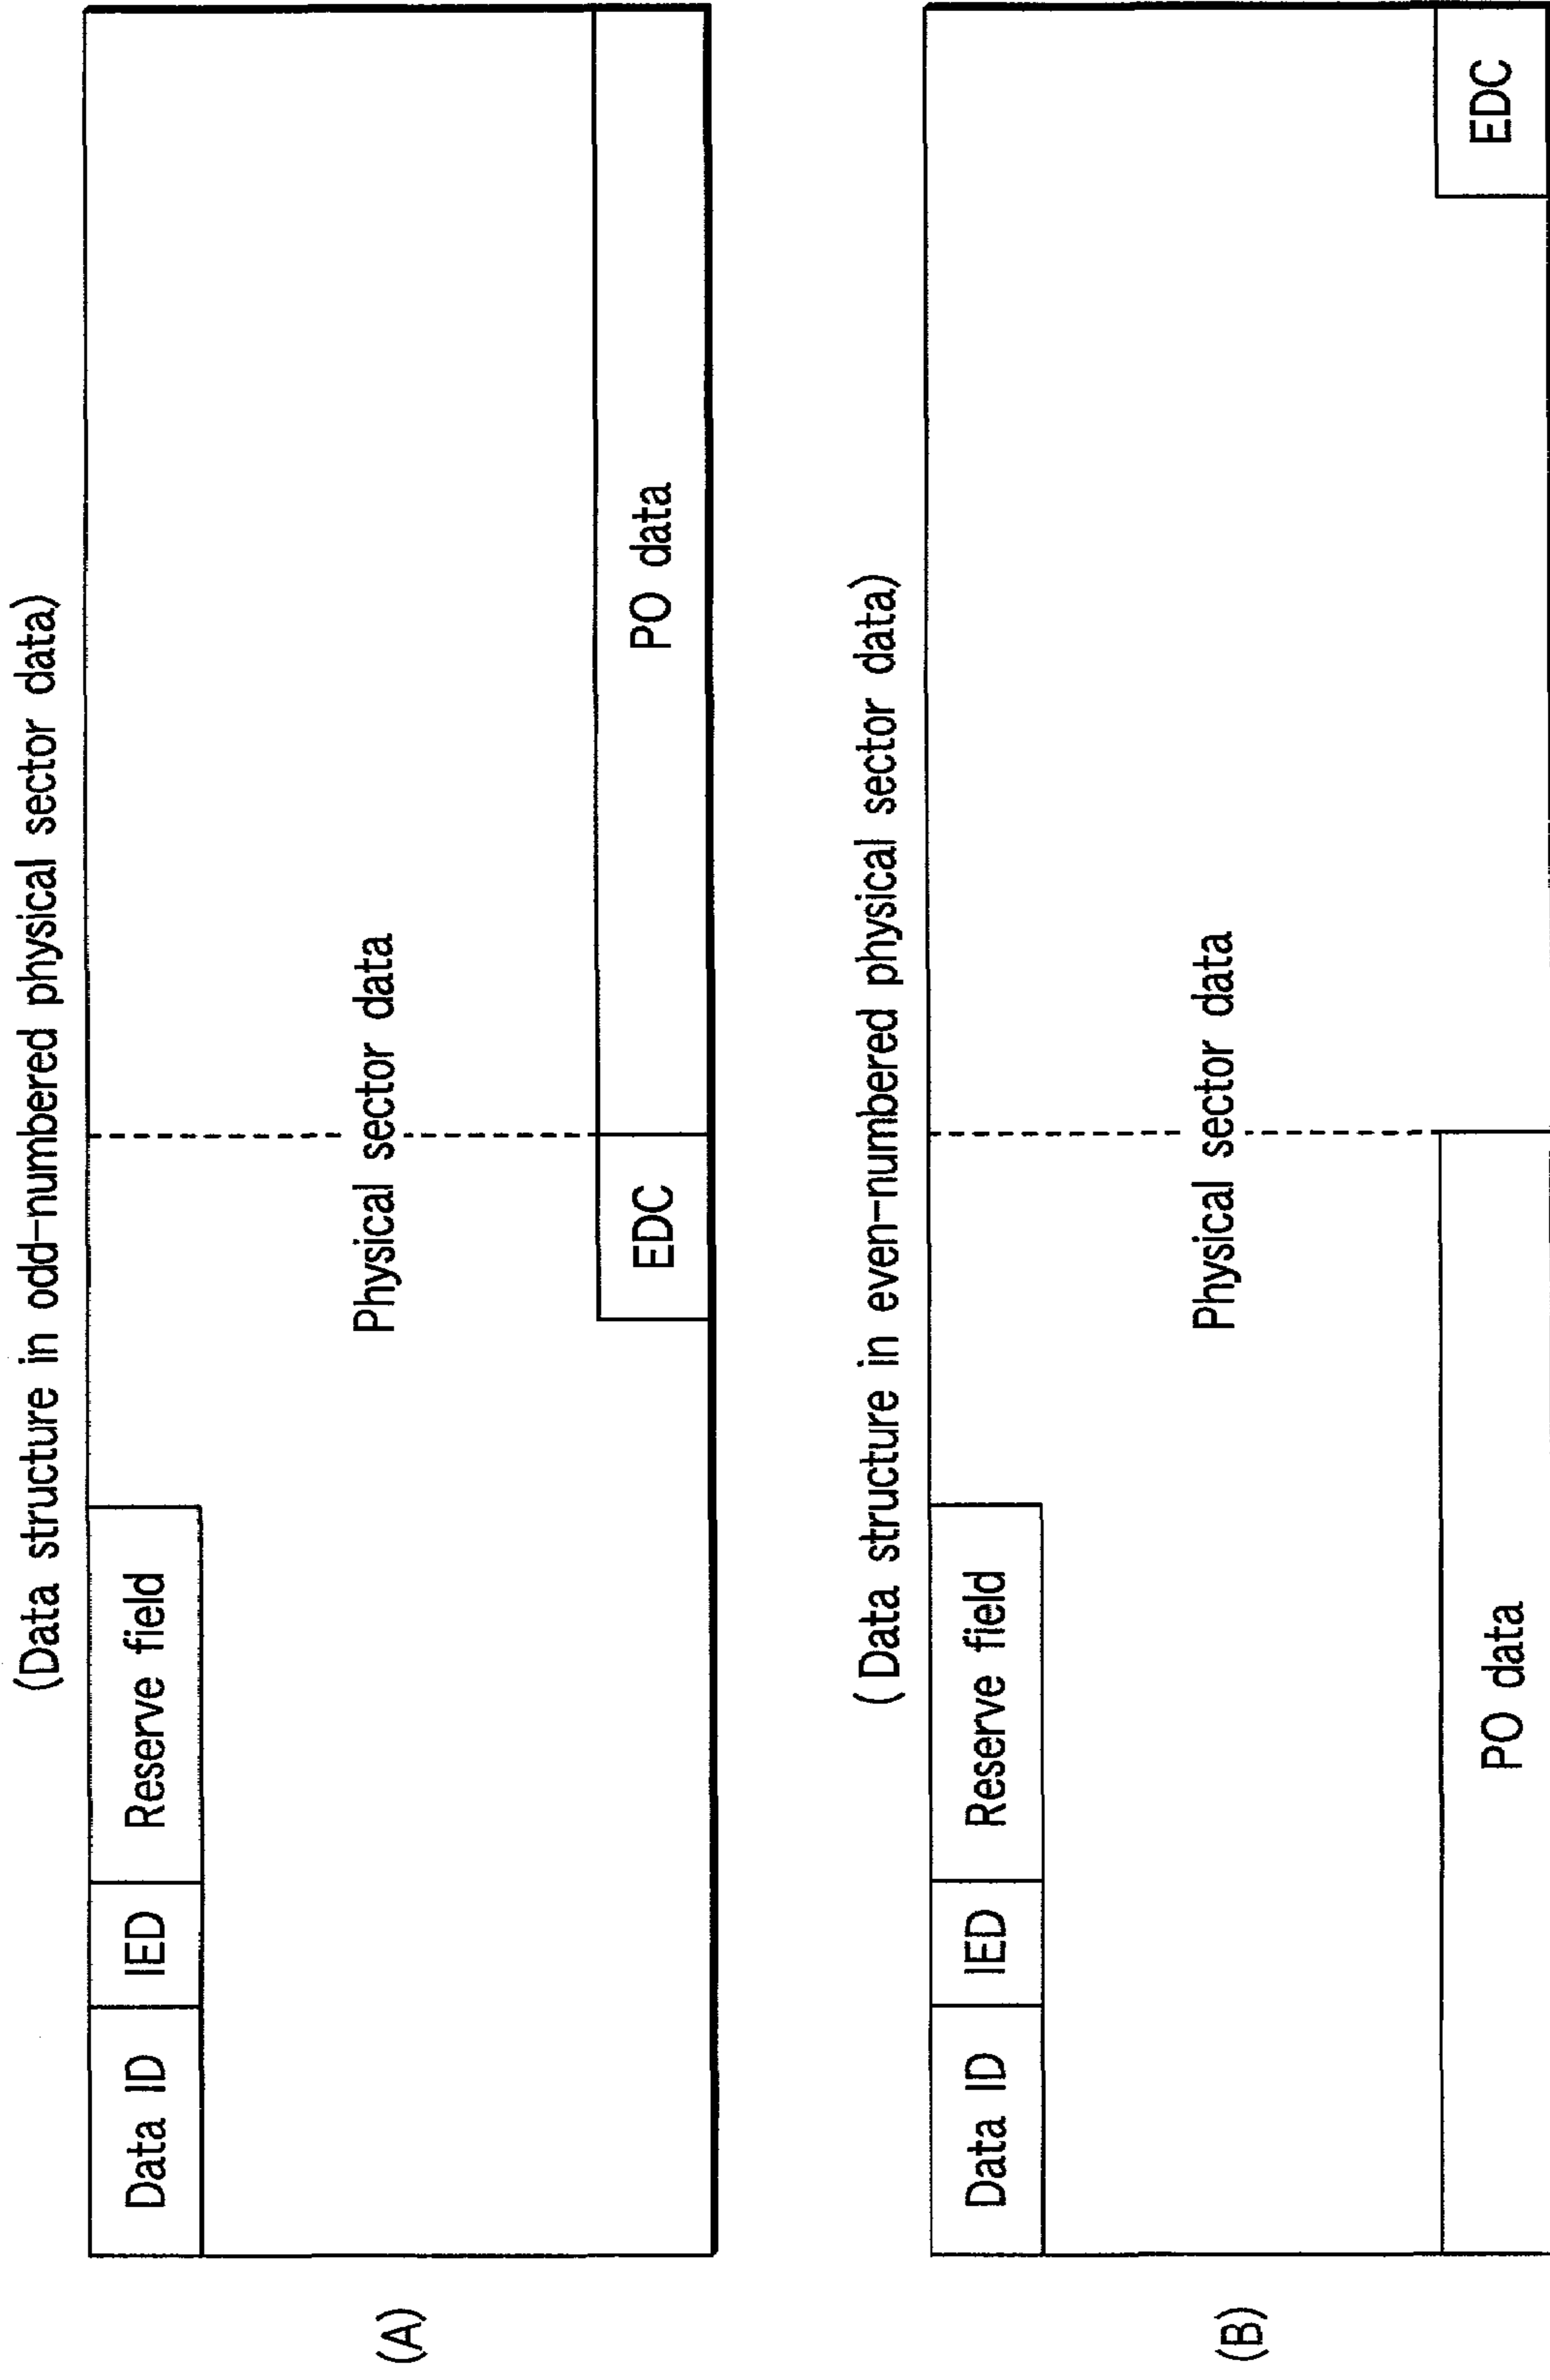 (Data structure in odd-numbered physical sector data)
(A)
Data ID IED Reserve field
Physical sector data
EDC PO data
(Data structure in even-numbered physical sector data)
(B)
Data ID IED Reserve field
Physical sector data
PO data EDC